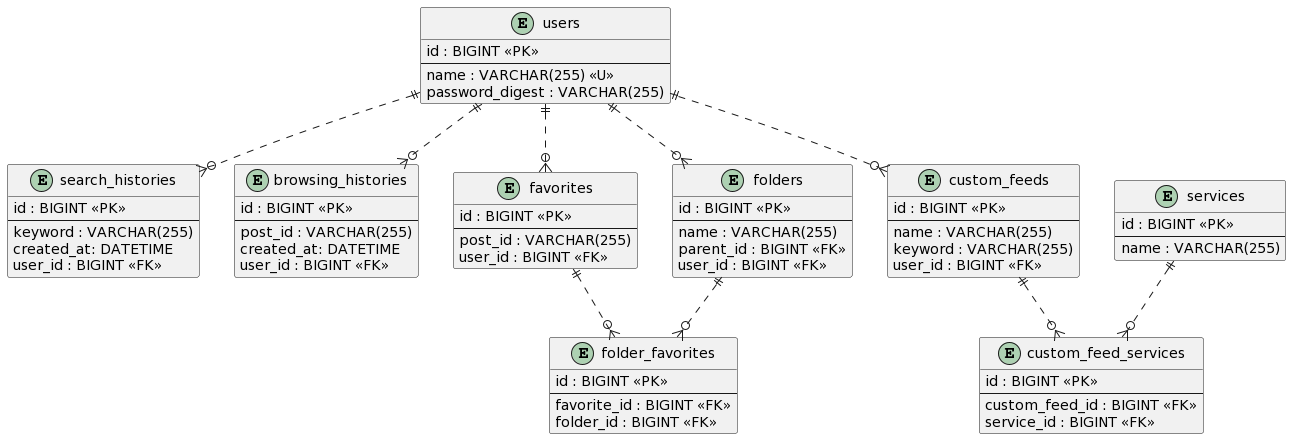 E users
id : BIGINT «PK»
name : VARCHAR(255) «U»
password_digest : VARCHAR(255)
E search_histories
id : BIGINT «PK»
keyword : VARCHAR(255)
created_at: DATETIME
user_id : BIGINT «FK»
E browsing_histories
id : BIGINT «PK»
post_id : VARCHAR(255)
created_at: DATETIME
user_id : BIGINT «FK»
E favorites
id : BIGINT «PK»
post_id : VARCHAR(255)
user_id : BIGINT «FK»
E folders
id : BIGINT «PK»
name : VARCHAR(255)
parent_id : BIGINT «FK»
user_id : BIGINT «FK»
E custom_feeds
id : BIGINT «PK»
name : VARCHAR(255)
keyword : VARCHAR(255)
user_id : BIGINT «FK»
E services
id : BIGINT «PK»
name : VARCHAR(255)
E folder_favorites
id : BIGINT «PK»
favorite_id : BIGINT «FK»
folder_id : BIGINT «FK»
E custom_feed_services
id : BIGINT «PK»
custom_feed_id : BIGINT «FK»
service_id : BIGINT «FK»